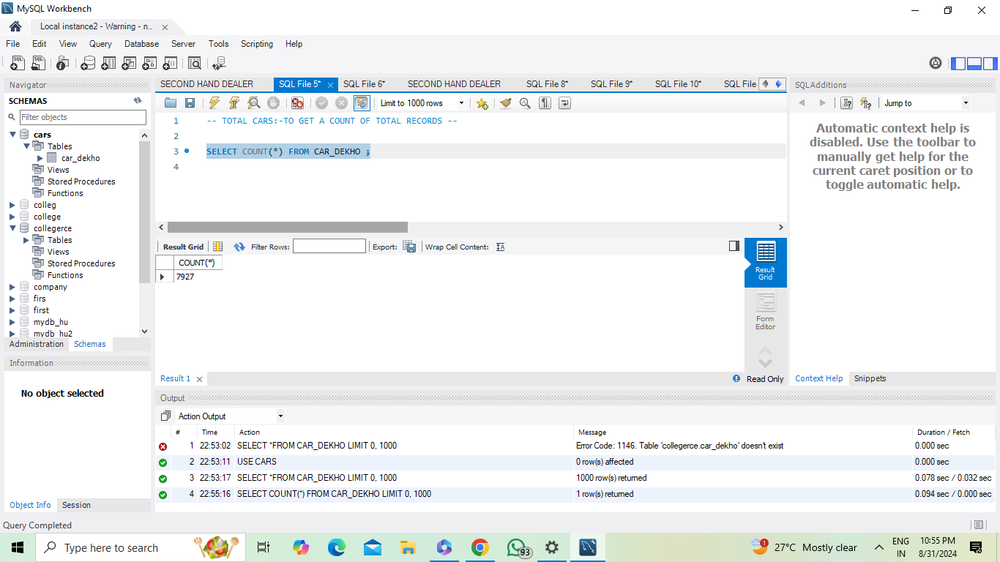 MySQL Workbench
Local instance2 - Warning - n...
File Edit View Query Database Server Tools Scripting Help
Navigator
SCHEMAS
Filter objects
cars
Tables
car_dekho
Views
Stored Procedures
Functions
colleg
college
collegerce
Tables
Views
Stored Procedures
Functions
company
firs
first
mydb_hu
mydb_hu2
Administration Schemas
Information
No object selected
Object Info Session
SECOND HAND DEALER SQL File 5* SQL File 6* SECOND HAND DEALER SQL File 8* SQL File 9* SQL File 10* SQL File
Limit to 1000 rows
1 -- TOTAL CARS:-TO GET A COUNT OF TOTAL RECORDS --
2
3 SELECT COUNT(*) FROM CAR_DEKHO ;
4
Result Grid Filter Rows: Export: Wrap Cell Content:
COUNT(*)
7927
Result Grid
Form Editor
Result 1 Read Only
SQLAdditions
Jump to
Automatic context help is
disabled. Use the toolbar to
manually get help for the
current caret position or to
toggle automatic help.
Context Help Snippets
Output
Action Output
# Time Action Message Duration / Fetch
1 22:53:02 SELECT *FROM CAR_DEKHO LIMIT 0, 1000 Error Code: 1146. Table 'collegerce.car_dekho' doesn't exist 0.000 sec
2 22:53:11 USE CARS 0 row(s) affected 0.000 sec
3 22:53:17 SELECT *FROM CAR_DEKHO LIMIT 0, 1000 1000 row(s) returned 0.078 sec / 0.032 sec
4 22:55:16 SELECT COUNT(*) FROM CAR_DEKHO LIMIT 0, 1000 1 row(s) returned 0.094 sec / 0.000 sec
Query Completed
Type here to search
93
1
27°C Mostly clear
ENG
IN
10:55 PM
8/31/2024